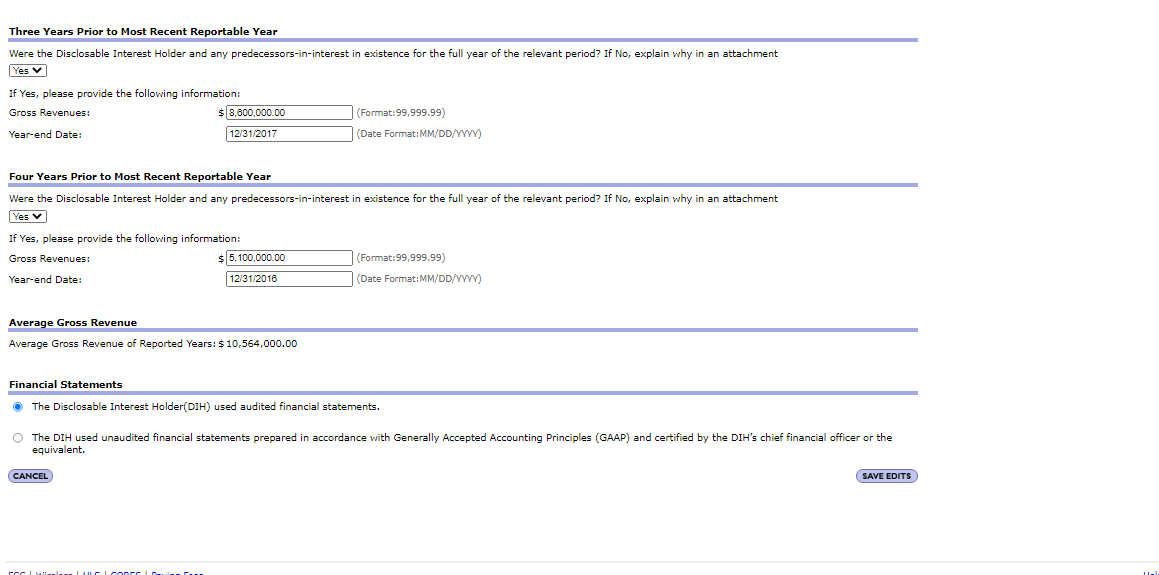 Three Years Prior to Most Recent Reportable Year
Were the Disclosable Interest Holder and any predecessors-in-interest in existence for the full year of the relevant period? If No, explain why in an attachment
Yes
If Yes, please provide the following information:
Gross Revenues: $ 8,600,000.00 (Format:99,999.99)
Year-end Date: 12/31/2017 (Date Format:MM/DD/YYYY)
Four Years Prior to Most Recent Reportable Year
Were the Disclosable Interest Holder and any predecessors-in-interest in existence for the full year of the relevant period? If No, explain why in an attachment
Yes
If Yes, please provide the following information:
Gross Revenues: $ 5,100,000.00 (Format:99,999.99)
Year-end Date: 12/31/2016 (Date Format:MM/DD/YYYY)
Average Gross Revenue
Average Gross Revenue of Reported Years: $ 10,564,000.00
Financial Statements
The Disclosable Interest Holder(DIH) used audited financial statements.
The DIH used unaudited financial statements prepared in accordance with Generally Accepted Accounting Principles (GAAP) and certified by the DIH's chief financial officer or the
equivalent.
CANCEL SAVE EDITS